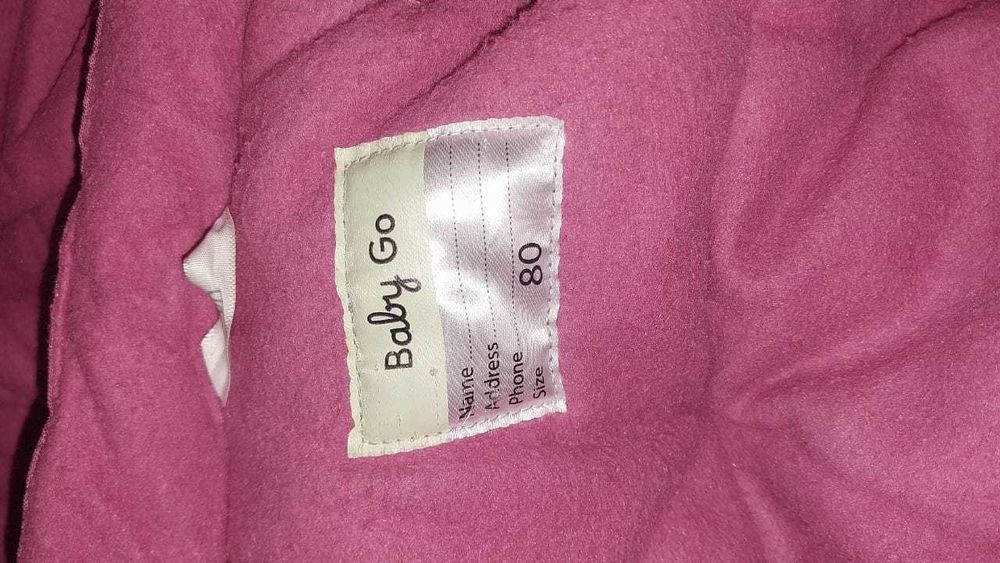 Baby Go
Name
Address
Phone
Size 80